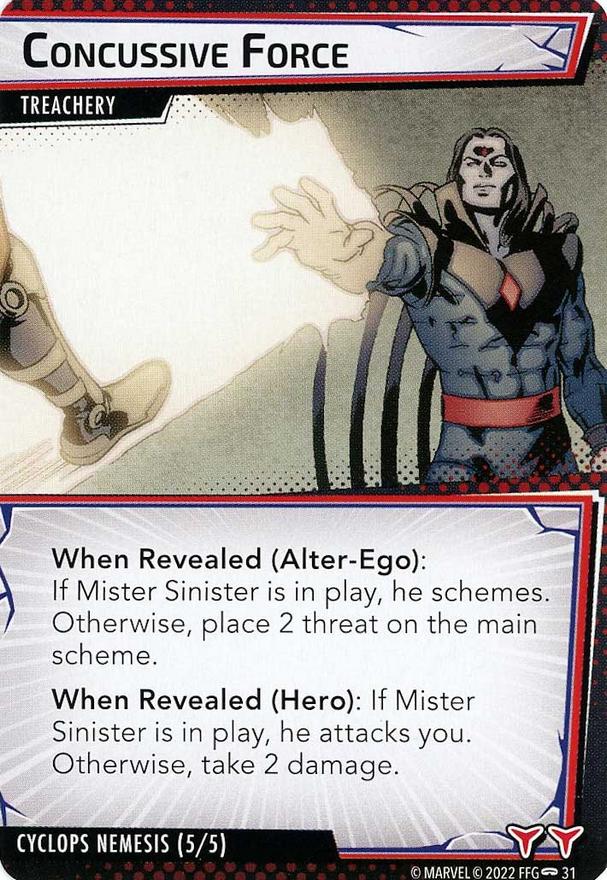 CONCUSSIVE FORCE
TREACHERY
When Revealed (Alter-Ego):
If Mister Sinister is in play, he schemes.
Otherwise, place 2 threat on the main
scheme.
When Revealed (Hero): If Mister
Sinister is in play, he attacks you.
Otherwise, take 2 damage.
CYCLOPS NEMESIS (5/5)
© MARVEL © 2022 FFG 31